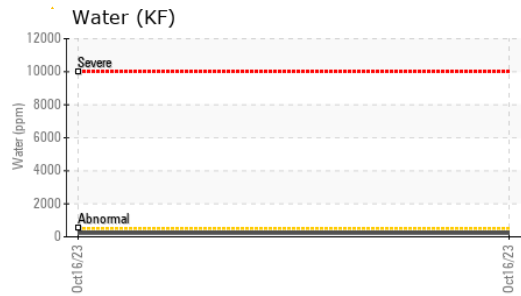 Water (KF)
12000
Severe
10000
8000
6000
4000
2000
Abnormal
0
Water (ppm)
Oct16/23
Oct16/23